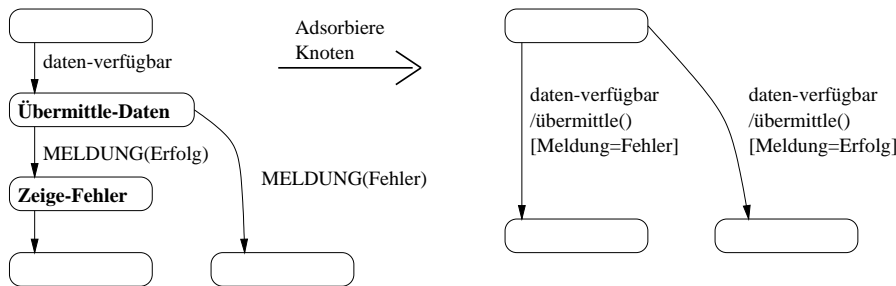 daten-verfügbar
Übermittle-Daten
MELDUNG(Erfolg)
MELDUNG(Fehler)
Zeige-Fehler
Adsorbiere
Knoten
daten-verfügbar
/übermittle()
[Meldung=Fehler]
daten-verfügbar
/übermittle()
[Meldung=Erfolg]